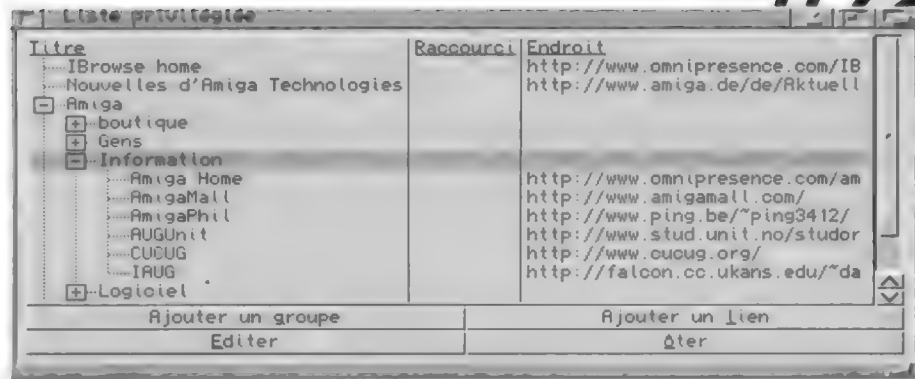 Liste privilégiée
Titre Raccourci Endroit
IBrowse home http://www.omnipresence.com/IB
Nouvelles d'Amiga Technologies http://www.amiga.de/de/Aktuell
Amiga
boutique
Gens
Information
Amiga Home http://www.omnipresence.com/am
AmigaMall http://www.amigamall.com/
AmigaPhil http://www.ping.be/~ping3412/
AUGUnit http://www.stud.unit.no/studor
CUCUG http://www.cucug.org/
IAUG http://falcon.cc.ukans.edu/~da
Logiciel
Ajouter un groupe Ajouter un lien
Editer Ôter